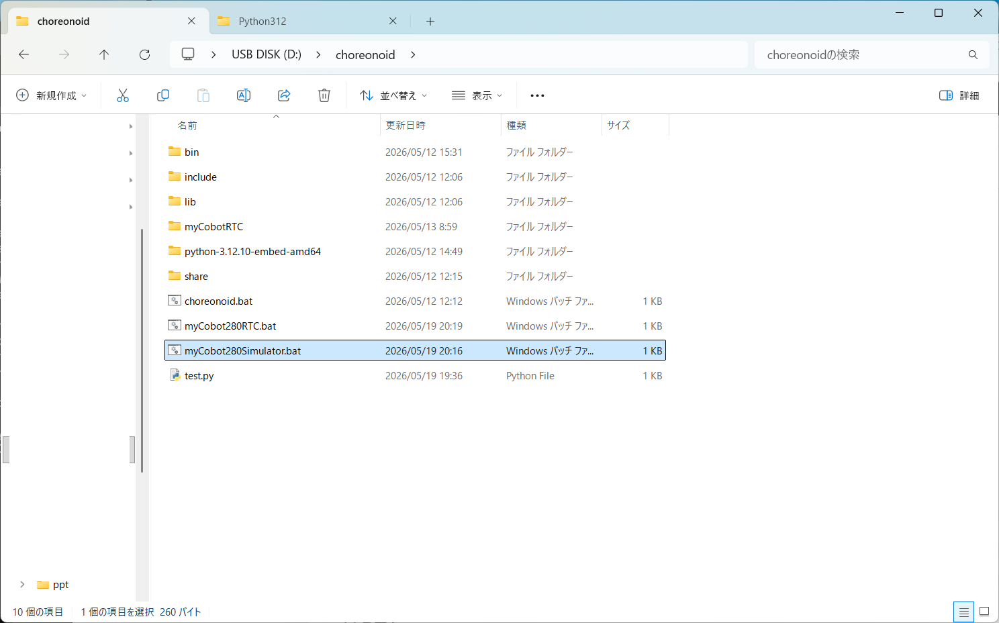 choreonoid
Python312
USB DISK (D:) choreonoid
choreonoidの検索
新規作成 並べ替え 表示 詳細
名前 更新日時 種類 サイズ
bin 2026/05/12 15:31 ファイル フォルダー
include 2026/05/12 12:06 ファイル フォルダー
lib 2026/05/12 12:06 ファイル フォルダー
myCobotRTC 2026/05/13 8:59 ファイル フォルダー
python-3.12.10-embed-amd64 2026/05/12 14:49 ファイル フォルダー
share 2026/05/12 12:15 ファイル フォルダー
choreonoid.bat 2026/05/12 12:12 Windows バッチ ファ... 1 KB
myCobot280RTC.bat 2026/05/19 20:19 Windows バッチ ファ... 1 KB
myCobot280Simulator.bat 2026/05/19 20:16 Windows バッチ ファ... 1 KB
test.py 2026/05/19 19:36 Python File 1 KB
ppt
10 個の項目 1 個の項目を選択 260 バイト